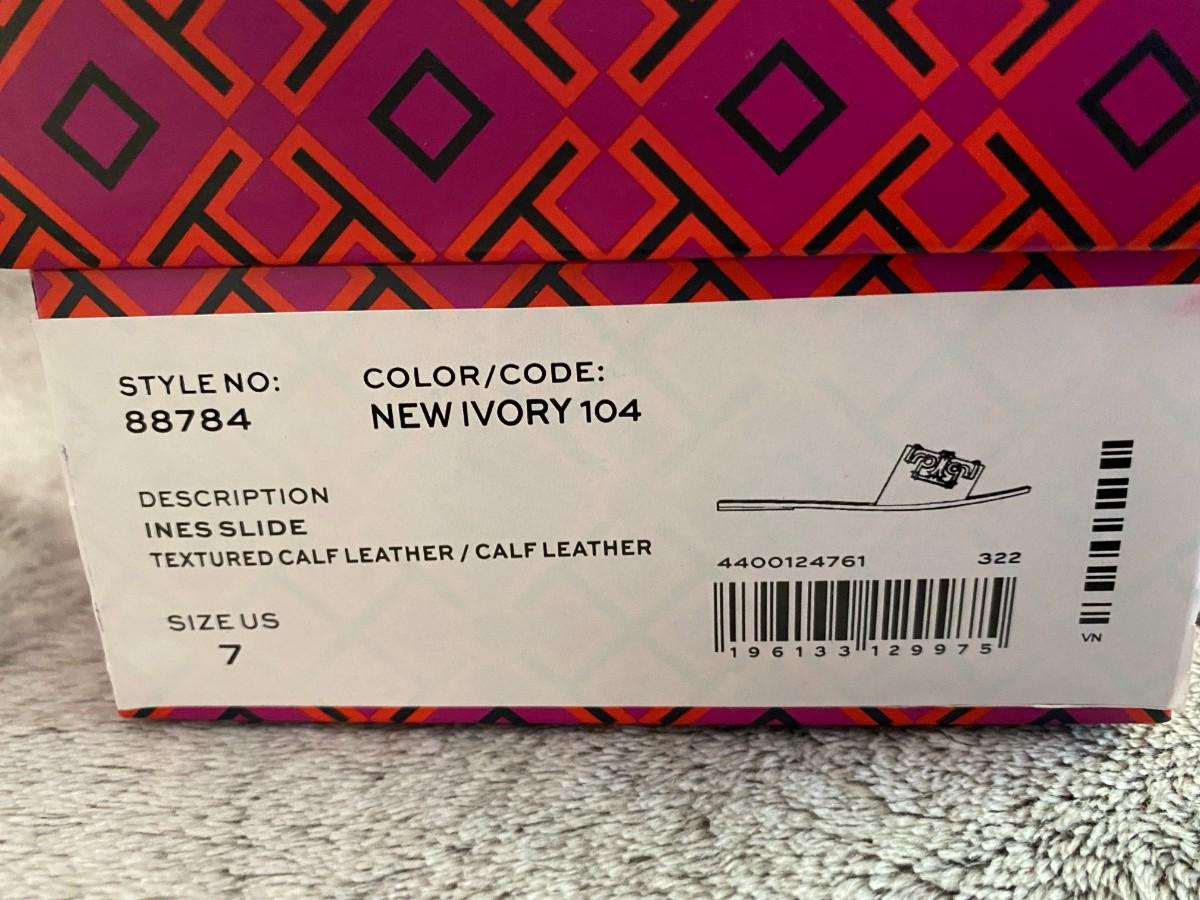 STYLE NO:
88784
COLOR/CODE:
NEW IVORY 104
DESCRIPTION
INES SLIDE
TEXTURED CALF LEATHER / CALF LEATHER
SIZE US
7
4400124761 322
196133129975
VN